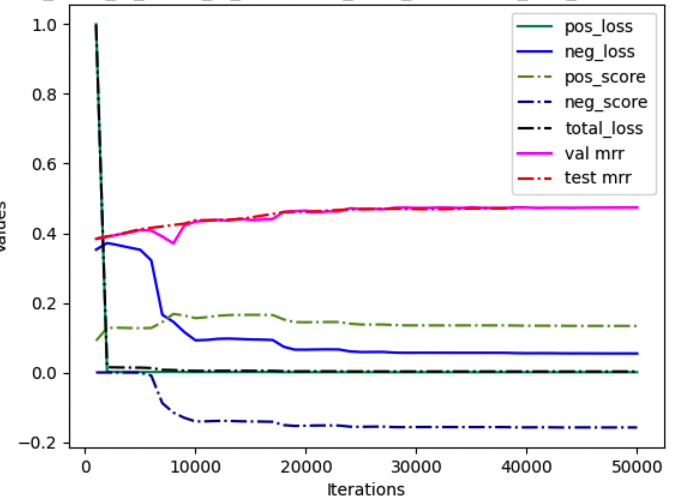 1.0
0.8
0.6
0.4
0.2
0.0
−0.2
0
10000
20000
30000
40000
50000
Iterations
pos_loss
neg_loss
pos_score
neg_score
total_loss
val mrr
test mrr